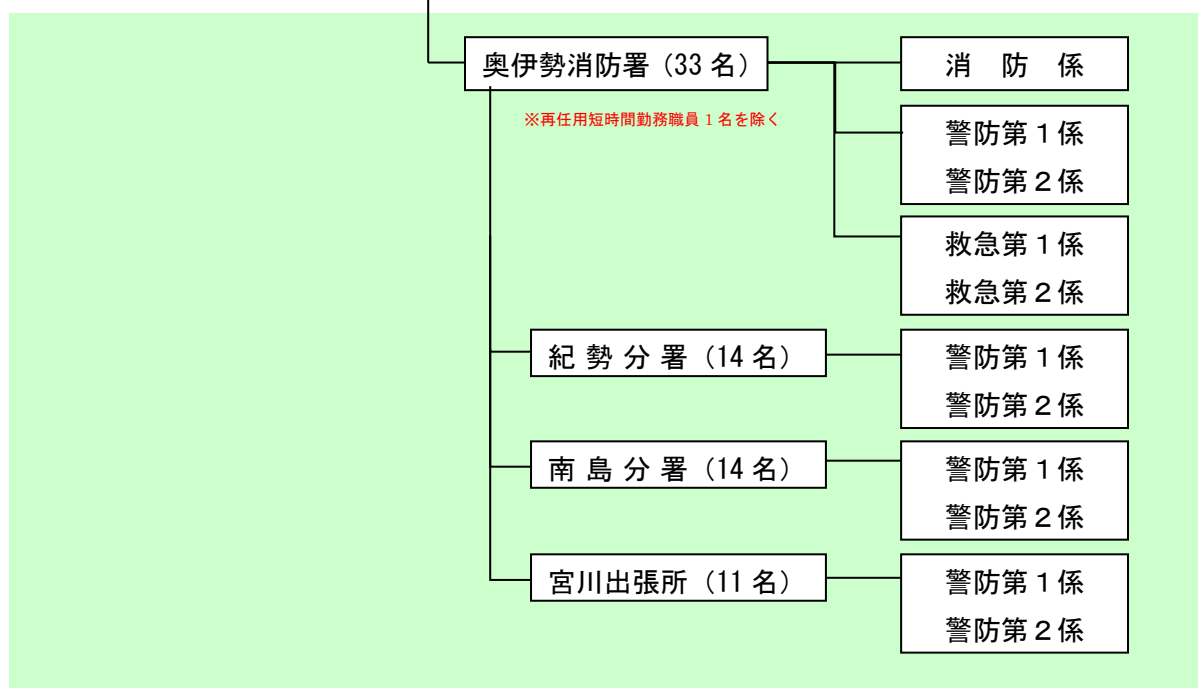 奥伊勢消防署（33 名）
消　防　係
※再任用短時間勤務職員 1 名を除く
警防第１係
警防第２係
救急第１係
救急第２係
紀 勢 分 署（14 名）
警防第１係
警防第２係
南 島 分 署（14 名）
警防第１係
警防第２係
宮川出張所（11 名）
警防第１係
警防第２係